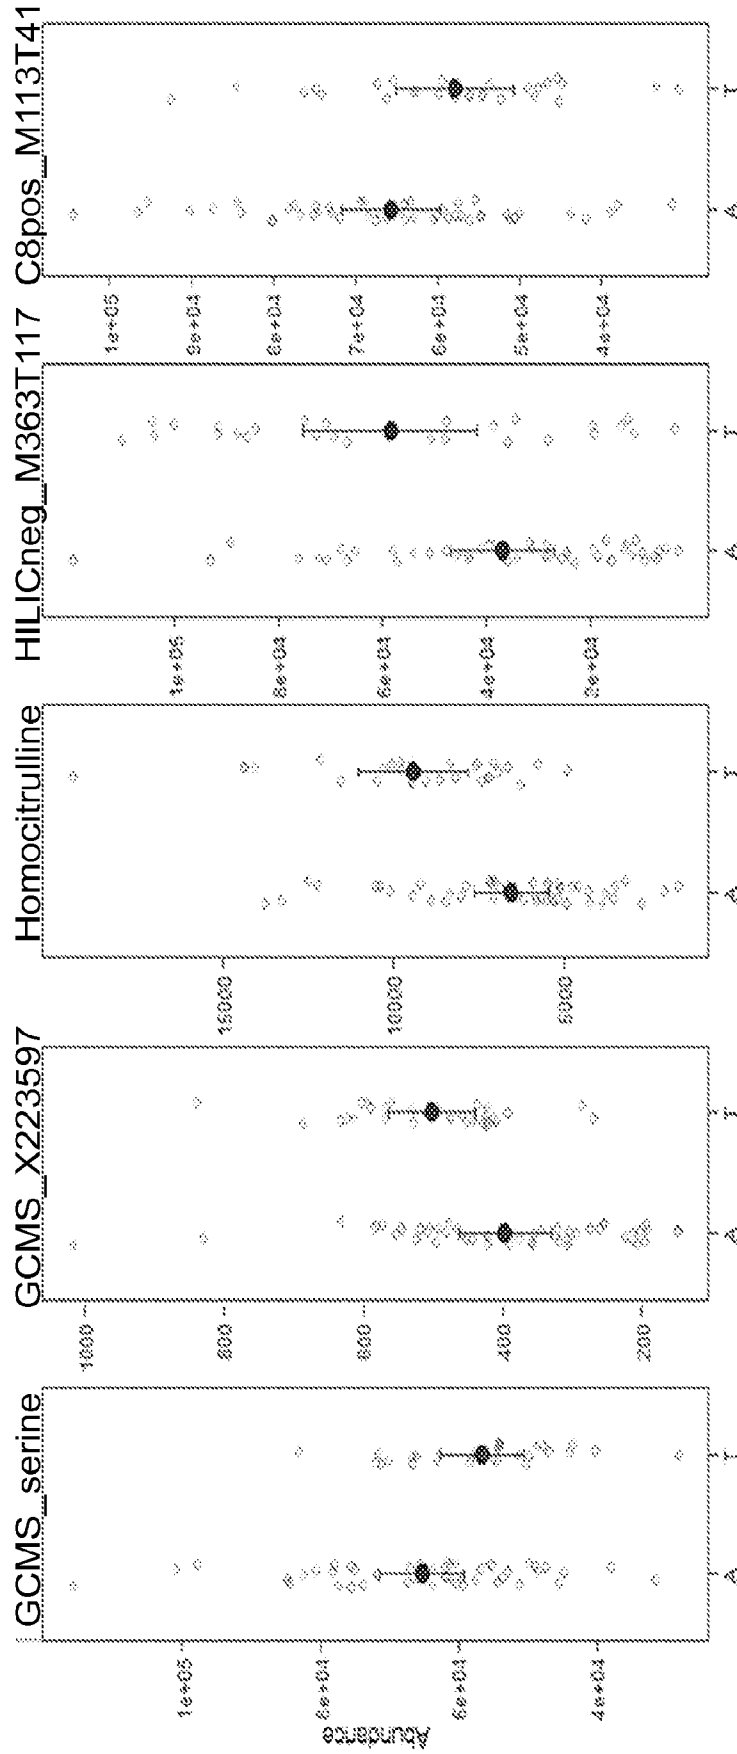 GCMS_serine
Abundance
1e+05
8e+04
6e+04
4e+04
A
T
GCMS_X223597
1000
800
600
400
200
A
T
Homocitrulline
15000
10000
5000
A
T
HILICneg_M363T117
1e+05
8e+04
6e+04
4e+04
2e+04
A
T
C8pos_M113T41
1e+05
9e+04
8e+04
7e+04
6e+04
5e+04
4e+04
A
T